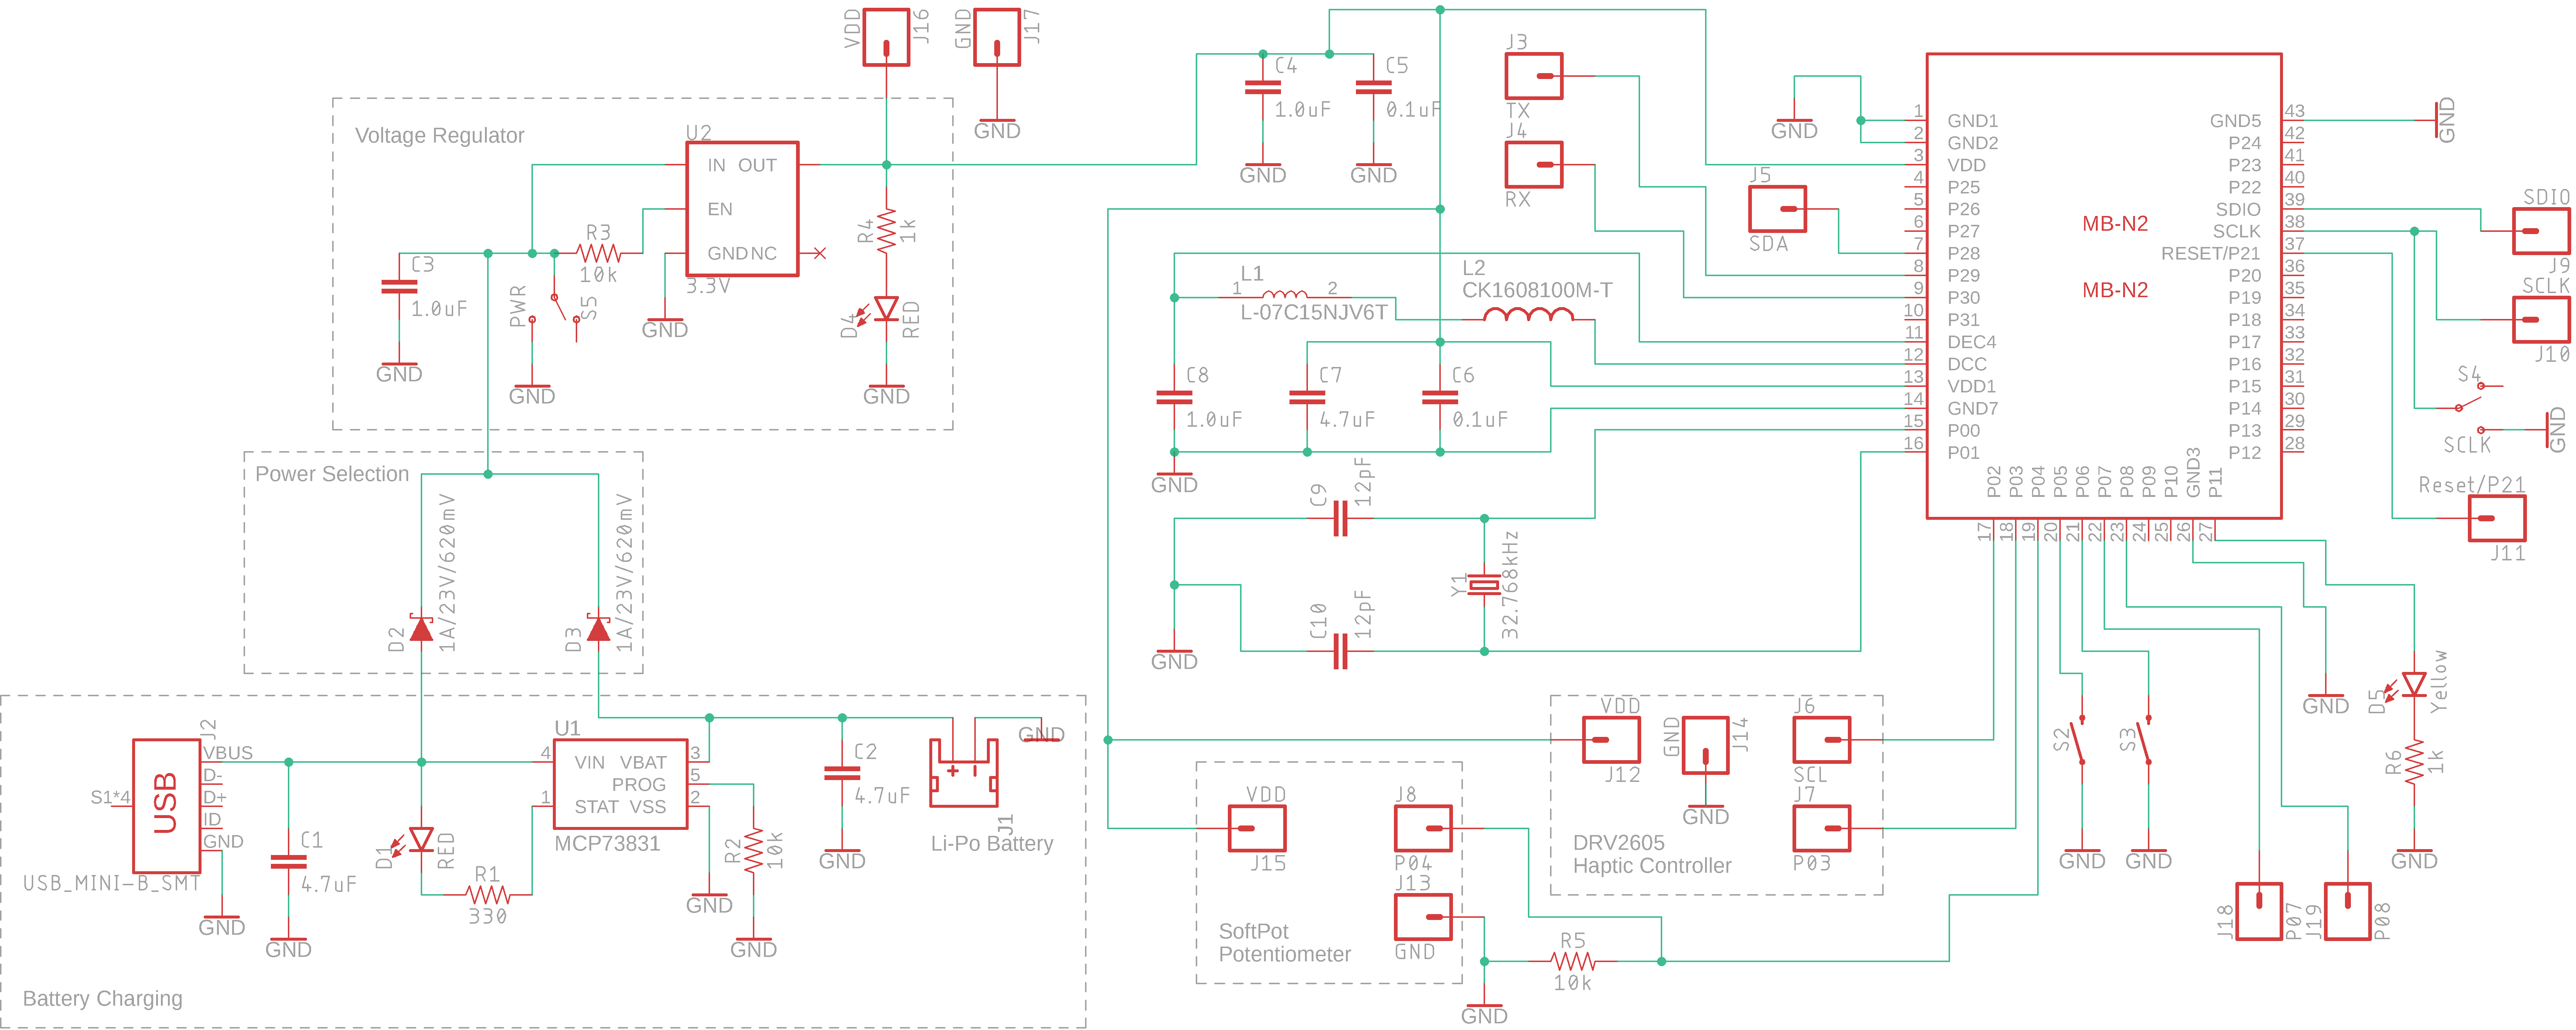 VDD
J16
GND
J17
GND
Voltage Regulator
U2
IN OUT
EN
GND NC
3.3V
R3
10k
C3
1.0uF
GND
PWR
S5
GND
GND
R4
1k
D4
RED
GND
Power Selection
D2
1A/23V/620mV
D3
1A/23V/620mV
J2
VBUS
D-
D+
ID
GND
S1*4
USB
USB_MINI-B_SMT
GND
C1
4.7uF
GND
D1
RED
R1
330
U1
4
1
VIN VBAT
PROG
STAT VSS
3
5
2
MCP73831
GND
R2
10k
GND
C2
4.7uF
GND
GND
J1
Li-Po Battery
Battery Charging
C4
1.0uF
GND
C5
0.1uF
GND
J3
TX
J4
RX
J5
SDA
GND
L1
1
2
L-07C15NJV6T
L2
CK1608100M-T
C8
1.0uF
C7
4.7uF
C6
0.1uF
GND
C9
12pF
C10
12pF
GND
Y1
32.768kHz
MB-N2
MB-N2
1 GND1
2 GND2
3 VDD
4 P25
5 P26
6 P27
7 P28
8 P29
9 P30
10 P31
11 DEC4
12 DCC
13 VDD1
14 GND7
15 P00
16 P01
P02 17
P03 18
P04 19
P05 20
P06 21
P07 22
P08 23
P09 24
P10 25
GND3 26
P11 27
GND5 43
P24 42
P23 41
P22 40
SDIO 39
SCLK 38
RESET/P21 37
P20 36
P19 35
P18 34
P17 33
P16 32
P15 31
P14 30
P13 29
P12 28
GND
SDIO
J9
SCLK
J10
S4
SCLK
GND
Reset/P21
J11
VDD
J12
GND
J14
GND
J6
SCL
J7
P03
DRV2605
Haptic Controller
VDD
J15
J8
P04
J13
GND
SoftPot
Potentiometer
GND
R5
10k
S2
GND
S3
GND
J18
P07
J19
P08
GND
D5
Yellow
R6
1k
GND